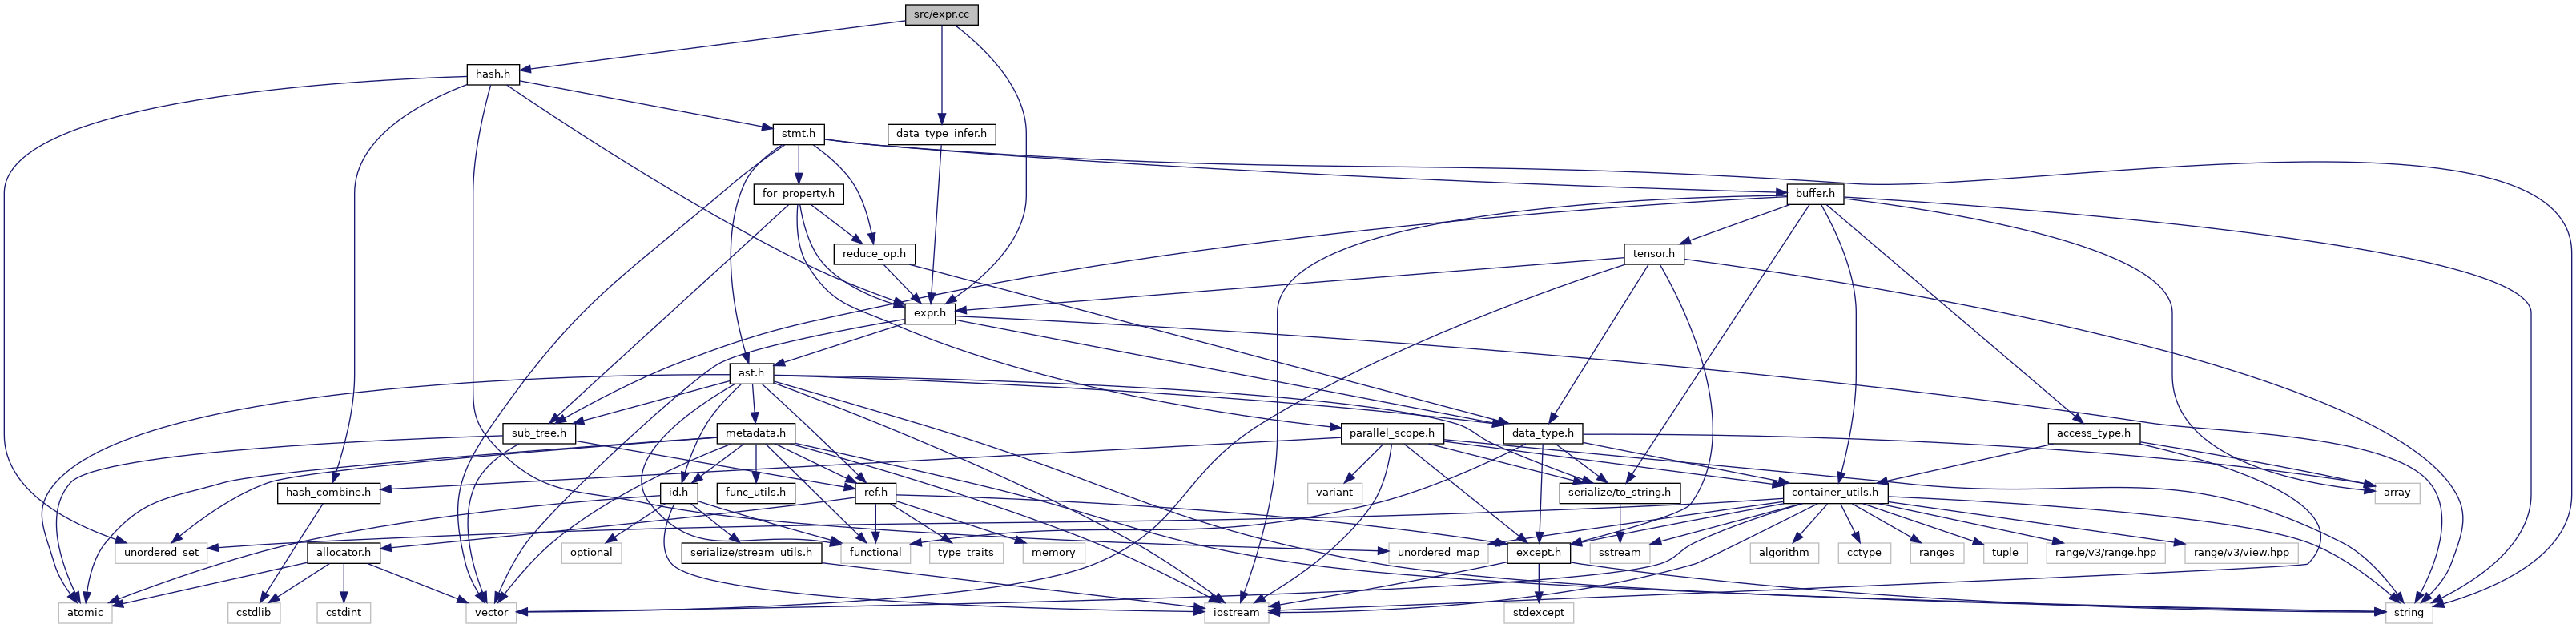 src/expr.cc
hash.h
stmt.h
data_type_infer.h
for_property.h
buffer.h
reduce_op.h
tensor.h
expr.h
ast.h
sub_tree.h
metadata.h
parallel_scope.h
data_type.h
access_type.h
hash_combine.h
id.h
func_utils.h
ref.h
variant
serialize/to_string.h
container_utils.h
array
unordered_set
allocator.h
optional
serialize/stream_utils.h
functional
type_traits
memory
unordered_map
except.h
sstream
algorithm
cctype
ranges
tuple
range/v3/range.hpp
range/v3/view.hpp
atomic
cstdlib
cstdint
vector
iostream
stdexcept
string